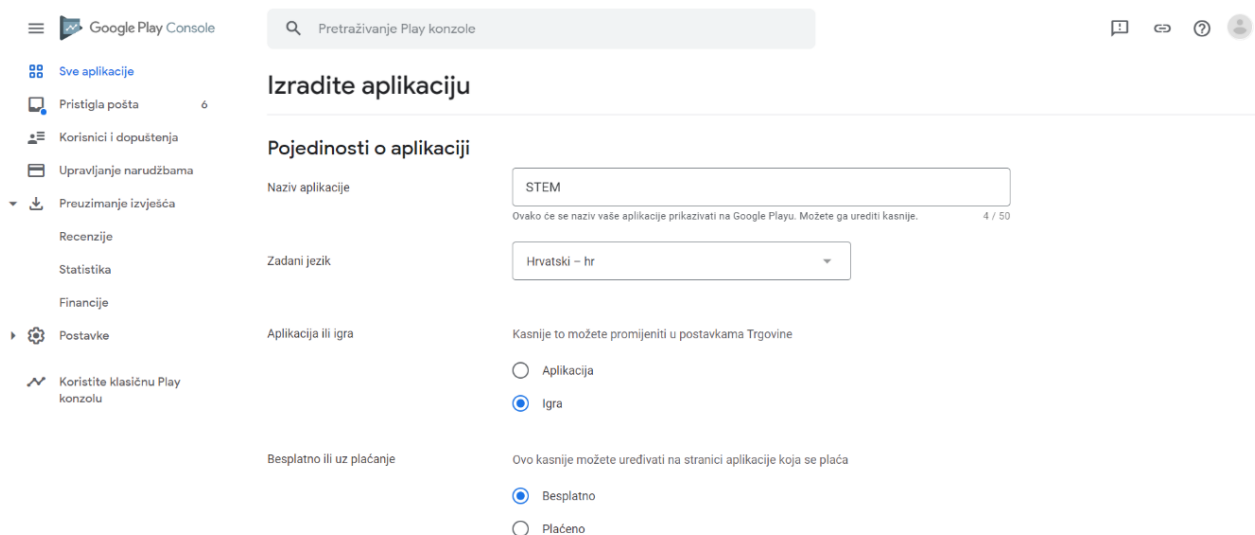 Google Play Console
Pretraživanje Play konzole
Sve aplikacije
Pristigla pošta 6
Korisnici i dopuštenja
Upravljanje narudžbama
Preuzimanje izvješća
Recenzije
Statistika
Financije
Postavke
Koristite klasičnu Play
konzolu
Izradite aplikaciju
Pojedinosti o aplikaciji
Naziv aplikacije
STEM
Ovako će se naziv vaše aplikacije prikazivati na Google Playu. Možete ga urediti kasnije. 4 / 50
Zadani jezik
Hrvatski – hr
Aplikacija ili igra
Kasnije to možete promijeniti u postavkama Trgovine
Aplikacija
Igra
Besplatno ili uz plaćanje
Ovo kasnije možete uređivati na stranici aplikacije koja se plaća
Besplatno
Plaćeno